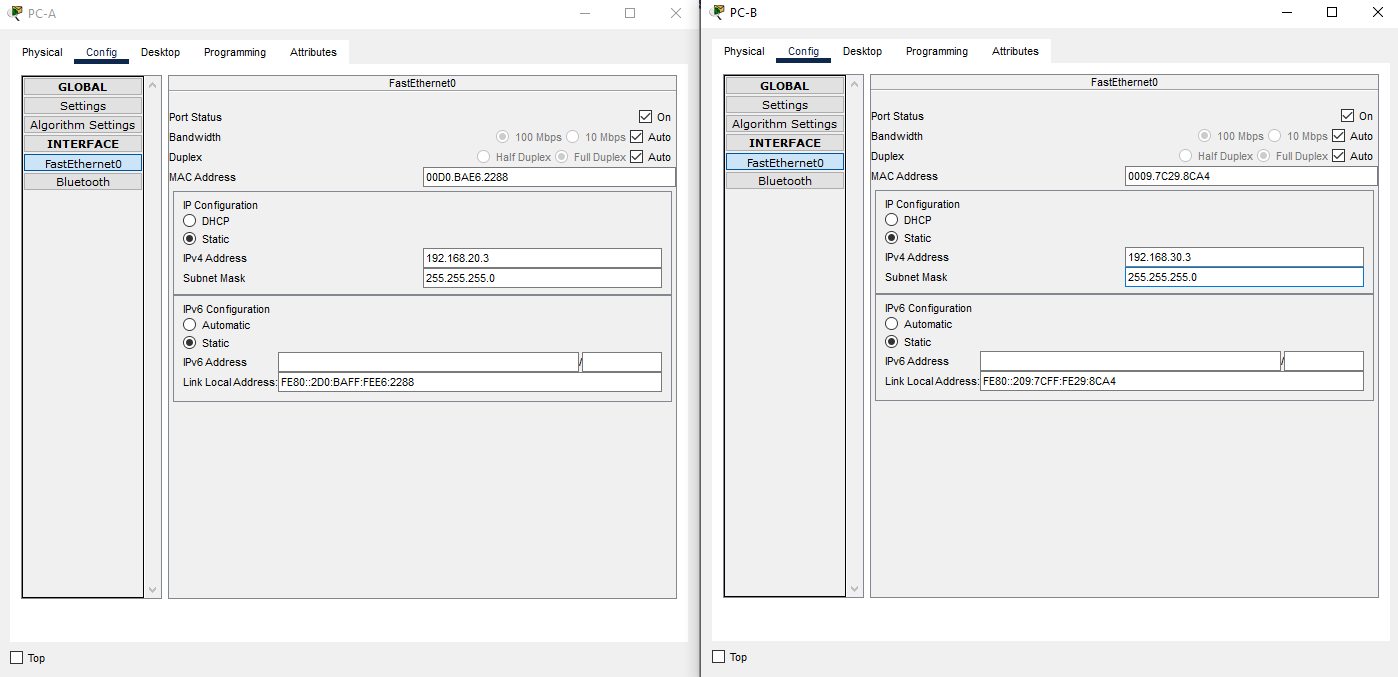 PC-A
Physical Config Desktop Programming Attributes
GLOBAL
Settings
Algorithm Settings
INTERFACE
FastEthernet0
Bluetooth
FastEthernet0
Port Status On
Bandwidth 100 Mbps 10 Mbps Auto
Duplex Half Duplex Full Duplex Auto
MAC Address 00D0.BAE6.2288
IP Configuration
DHCP
Static
IPv4 Address 192.168.20.3
Subnet Mask 255.255.255.0
IPv6 Configuration
Automatic
Static
IPv6 Address /
Link Local Address: FE80::2D0:BAFF:FEE6:2288
Top
PC-B
Physical Config Desktop Programming Attributes
GLOBAL
Settings
Algorithm Settings
INTERFACE
FastEthernet0
Bluetooth
FastEthernet0
Port Status On
Bandwidth 100 Mbps 10 Mbps Auto
Duplex Half Duplex Full Duplex Auto
MAC Address 0009.7C29.8CA4
IP Configuration
DHCP
Static
IPv4 Address 192.168.30.3
Subnet Mask 255.255.255.0
IPv6 Configuration
Automatic
Static
IPv6 Address /
Link Local Address: FE80::209:7CFF:FE29:8CA4
Top